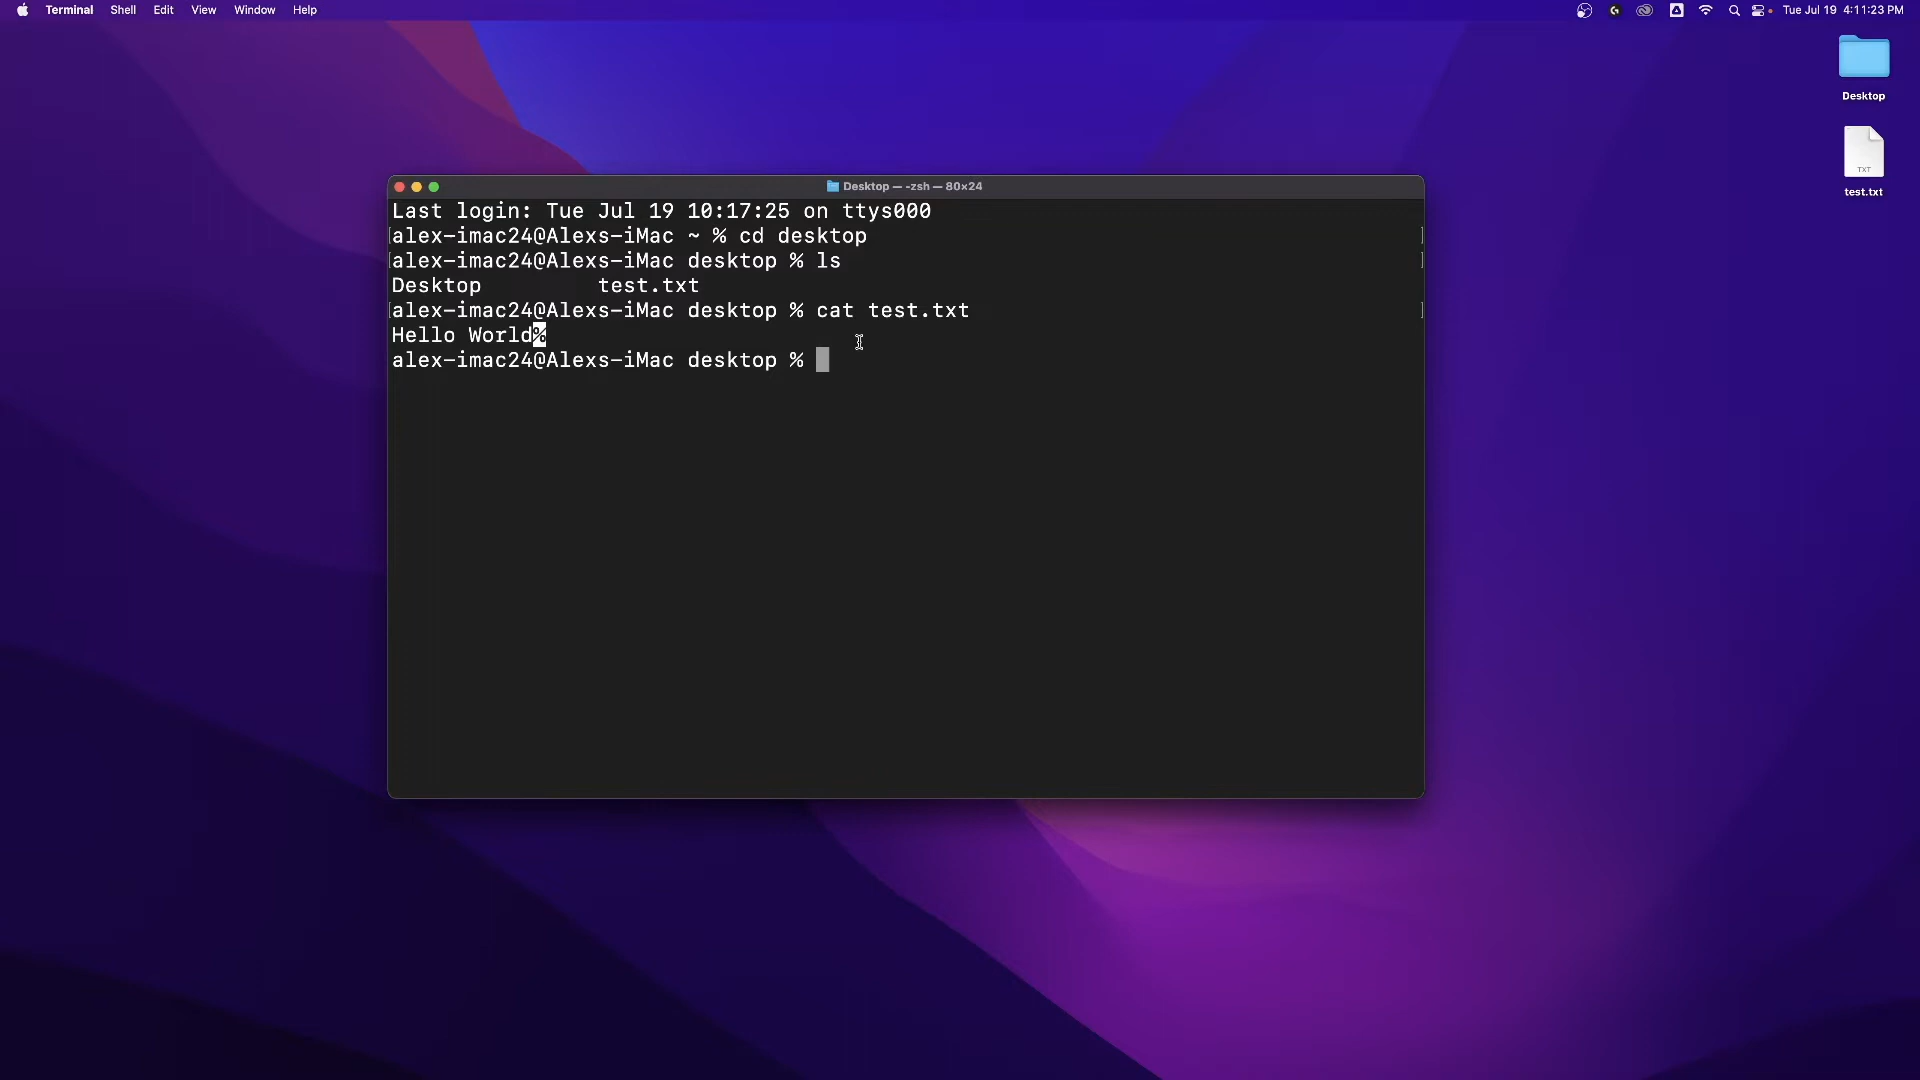 Terminal Shell Edit View Window Help Tue Jul 19 4:11:23 PM
Desktop
TXT
test.txt
Desktop — -zsh — 80×24
Last login: Tue Jul 19 10:17:25 on ttys000
[alex-imac24@Alexs-iMac ~ % cd desktop ]
[alex-imac24@Alexs-iMac desktop % ls ]
Desktop test.txt
[alex-imac24@Alexs-iMac desktop % cat test.txt ]
Hello World%
alex-imac24@Alexs-iMac desktop %